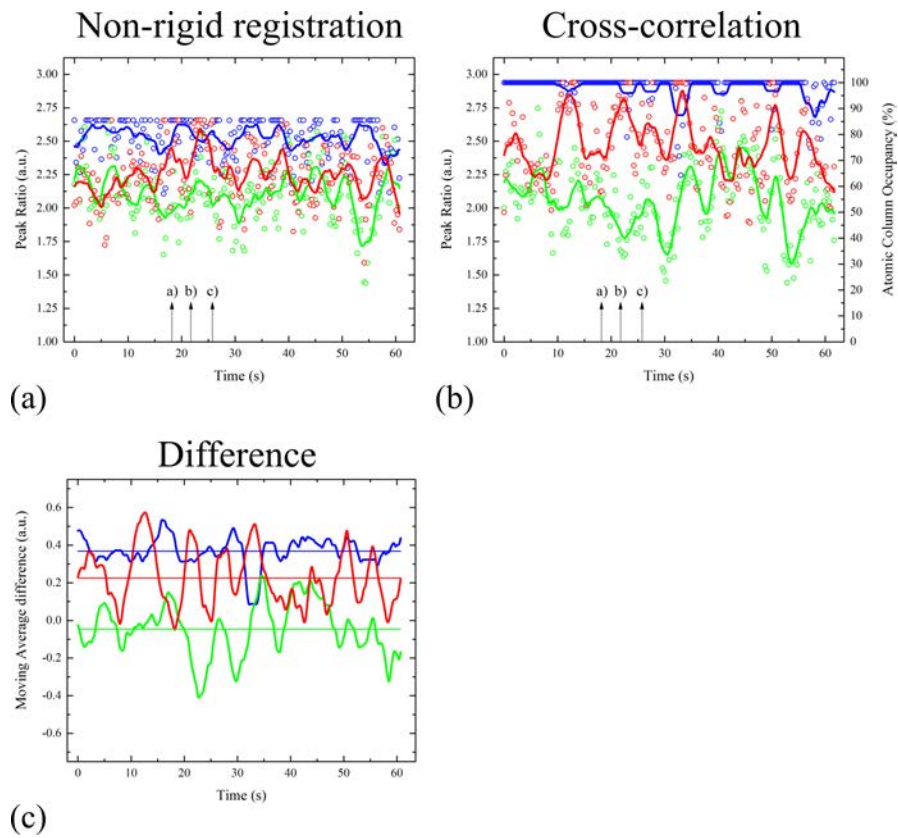 Non-rigid registration
Cross-correlation
3.00
2.75
2.50
2.25
2.00
1.75
1.50
1.25
1.00
Peak Ratio (a.u.)
a) b) c)
0 10 20 30 40 50 60
Time (s)
(a)
3.00
2.75
2.50
2.25
2.00
1.75
1.50
1.25
1.00
Peak Ratio (a.u.)
a) b) c)
0 10 20 30 40 50 60
Time (s)
100
90
80
70
60
50
40
30
20
10
0
Atomic Column Occupancy (%)
(b)
Difference
0.6
0.4
0.2
0.0
-0.2
-0.4
-0.6
Moving Average difference (a.u.)
0 10 20 30 40 50 60
Time (s)
(c)